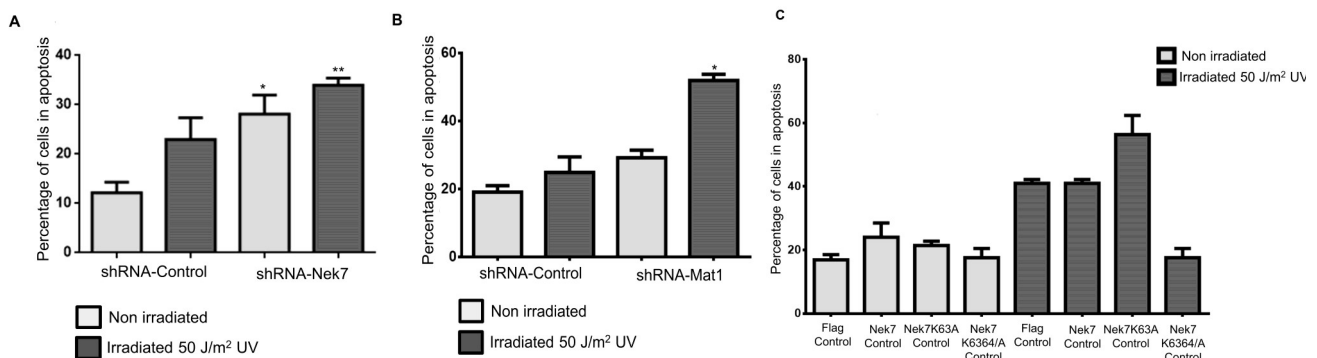 A
Percentage of cells in apoptosis
40
30
20
10
0
*
**
shRNA-Control
shRNA-Nek7
Non irradiated
Irradiated 50 J/m² UV
B
Percentage of cells in apoptosis
60
40
20
0
*
shRNA-Control
shRNA-Mat1
Non irradiated
Irradiated 50 J/m² UV
C
Non irradiated
Irradiated 50 J/m² UV
Percentage of cells in apoptosis
80
60
40
20
0
Flag
Control
Nek7
Control
Nek7K63A
Control
Nek7
K6364/A
Control
Flag
Control
Nek7
Control
Nek7K63A
Control
Nek7
K6364/A
Control